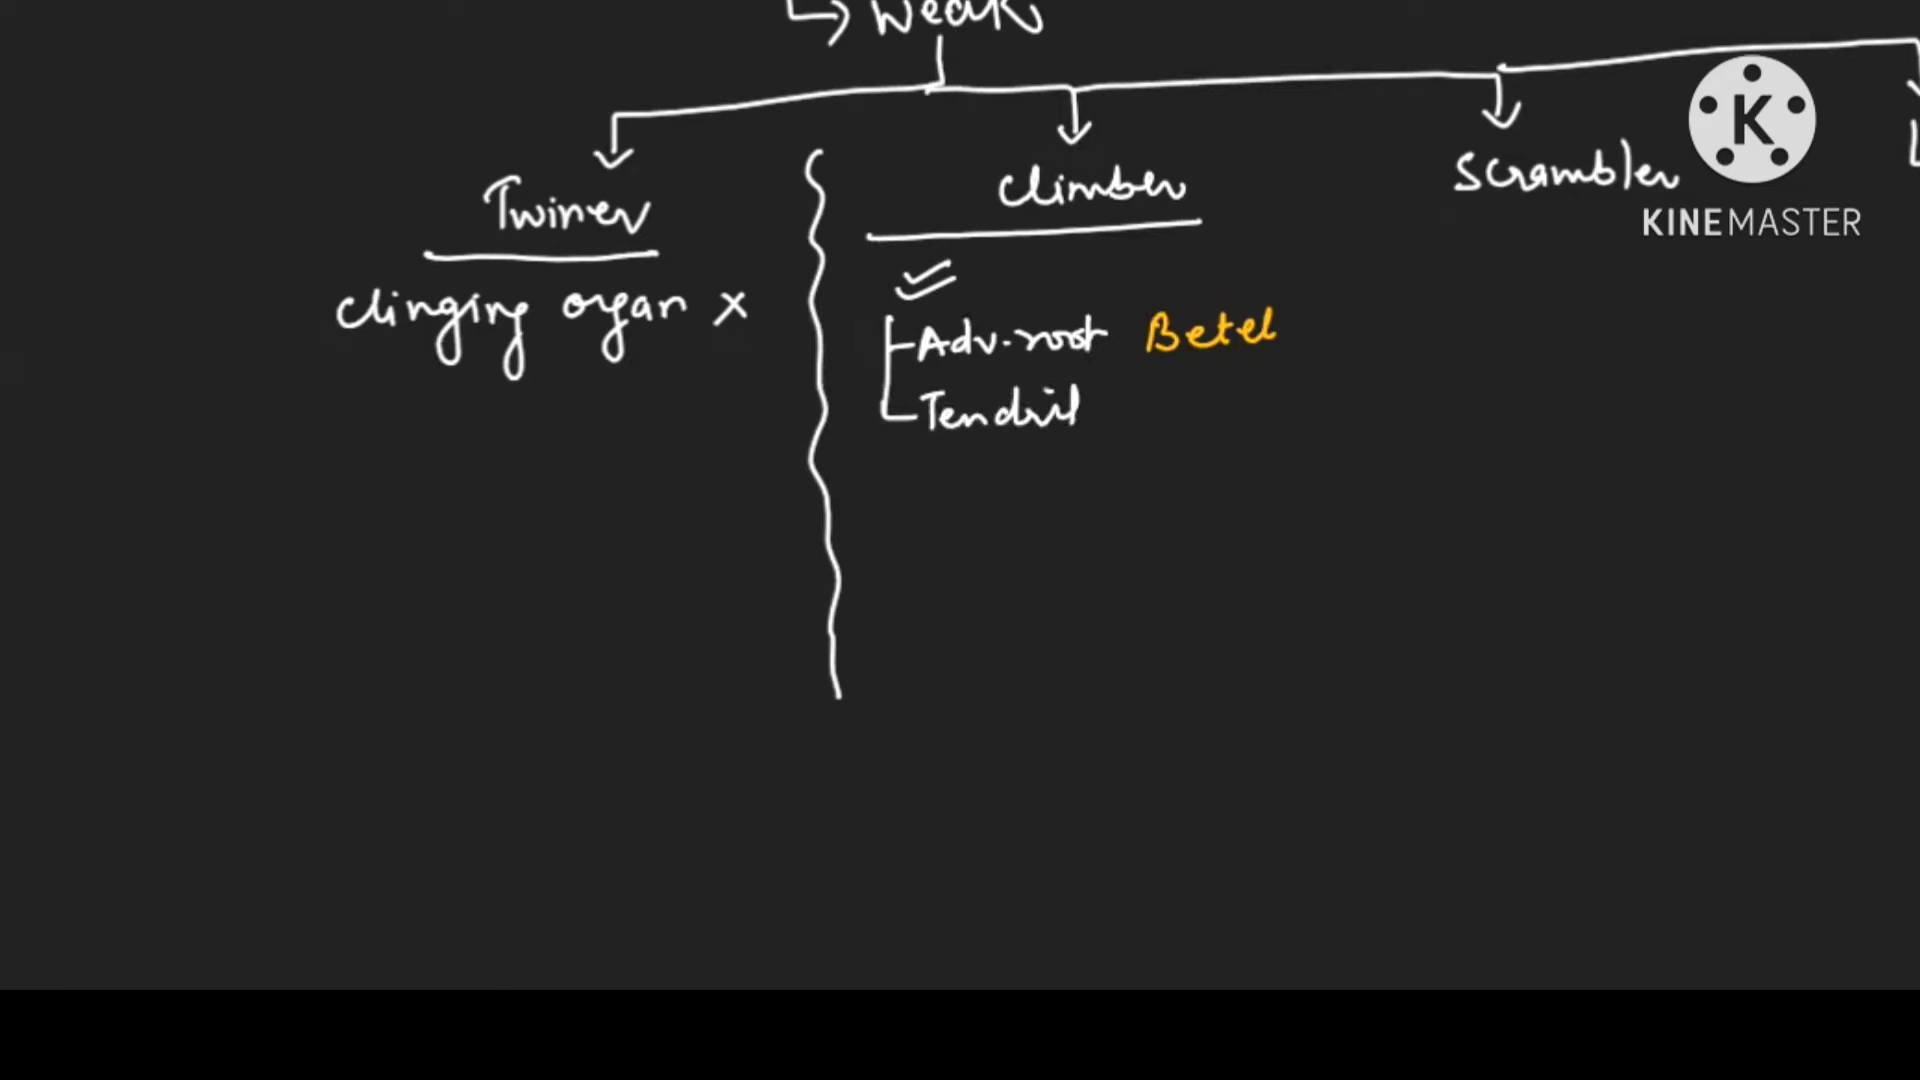 ↳ Weak
Twiner
Climber
Scrambler
clinging organ x
Adv. root Betel
Tendril
K
KINEMASTER